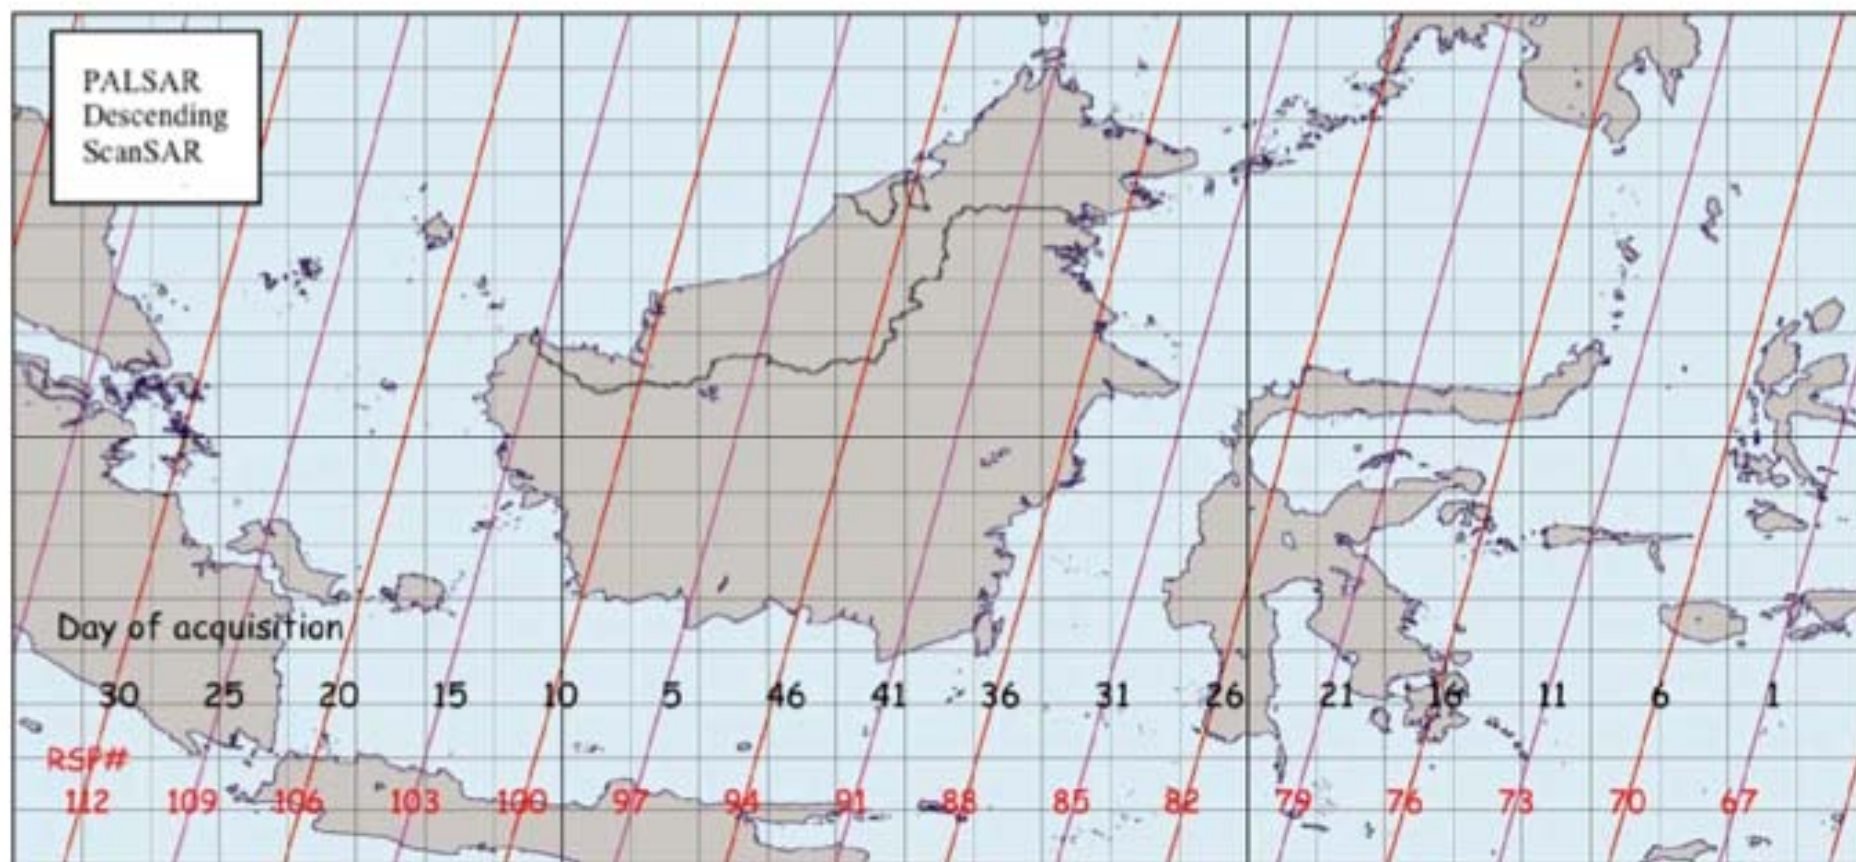 PALSAR
Descending
ScanSAR
Day of acquisition
30 25 20 15 10 5 46 41 36 31 26 21 16 11 6 1
RSP#
112 109 106 103 100 97 94 91 88 85 82 79 76 73 70 67